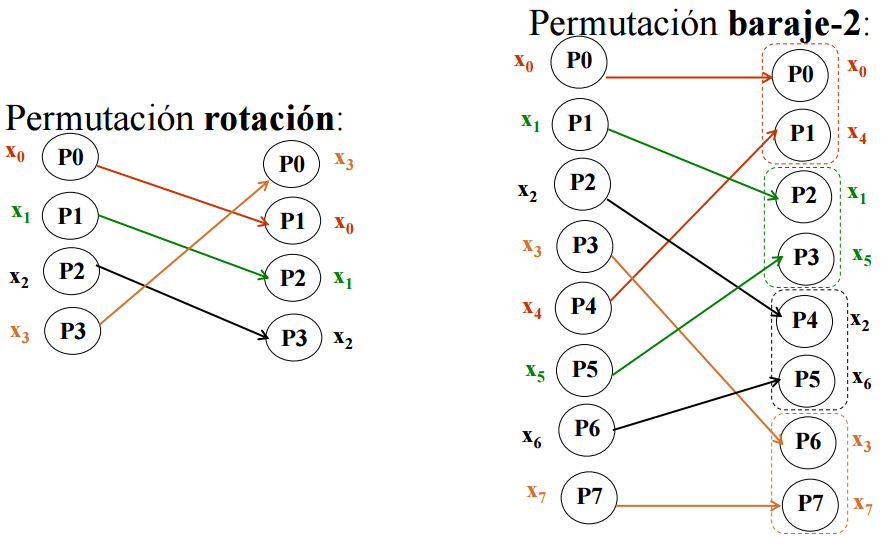 Permutación rotación:
x0 P0 P0 x3
x1 P1 P1 x0
x2 P2 P2 x1
x3 P3 P3 x2
Permutación baraje-2:
x0 P0 P0 x0
x1 P1 P1 x4
x2 P2 P2 x1
x3 P3 P3 x5
x4 P4 P4 x2
x5 P5 P5 x6
x6 P6 P6 x3
x7 P7 P7 x7